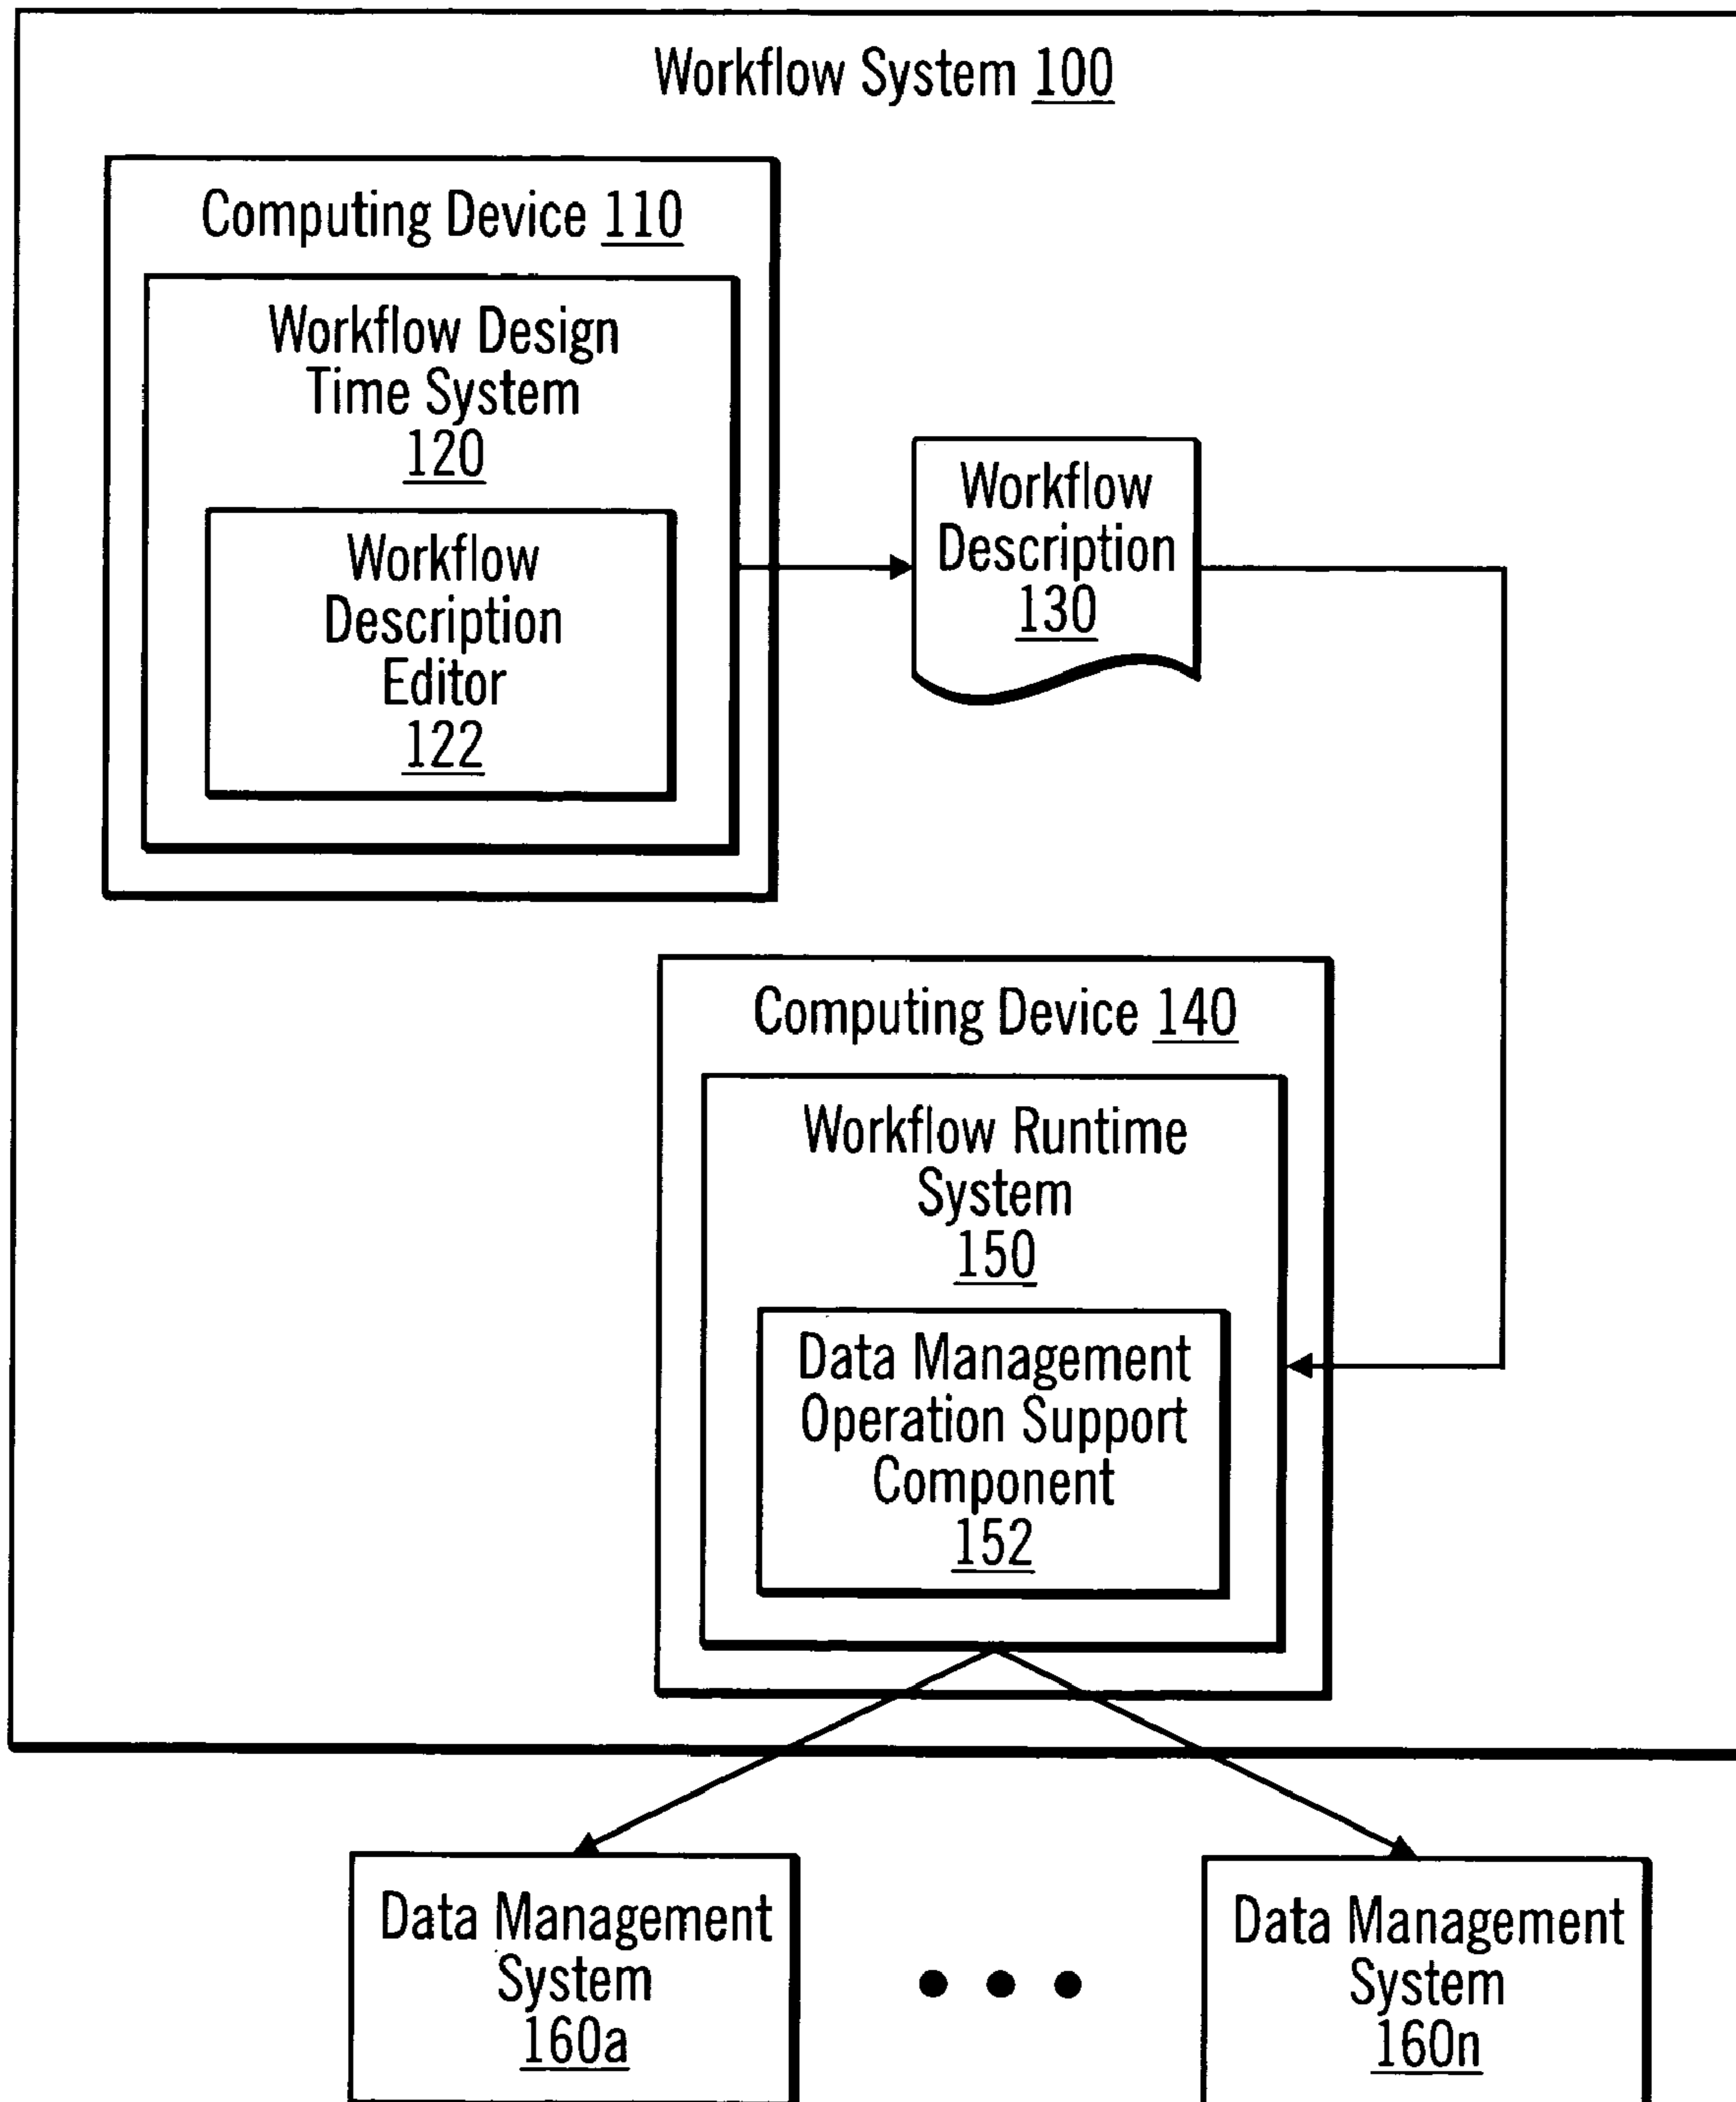 Workflow System 100
Computing Device 110
Workflow Design
Time System
120
Workflow
Description
Editor
122
Workflow
Description
130
Computing Device 140
Workflow Runtime
System
150
Data Management
Operation Support
Component
152
Data Management
System
160a
Data Management
System
160n